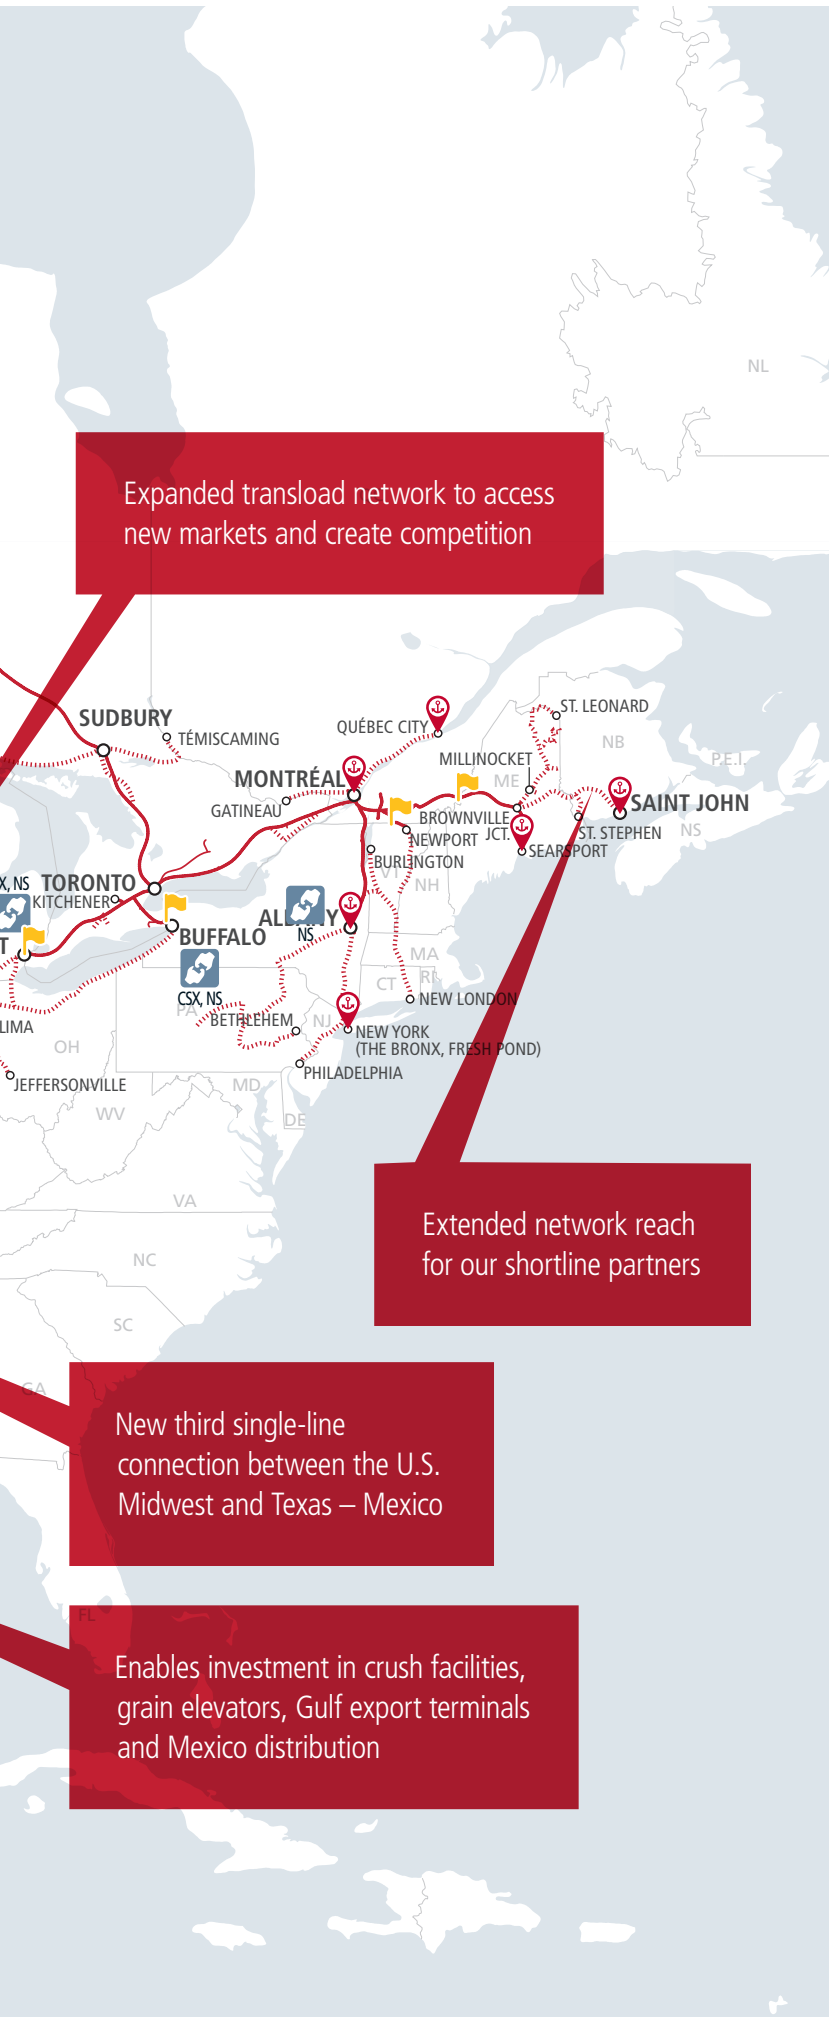 NL
Expanded transload network to access
new markets and create competition
SUDBURY
TÉMISCAMING
QUÉBEC CITY
ST. LEONARD
NB
P.E.I.
MONTRÉAL
MILLINOCKET
ME
GATINEAU
BROWNVILLE
JCT.
SAINT JOHN
NS
NEWPORT
ST. STEPHEN
SEARSPORT
BURLINGTON
VT
NH
X, NS
TORONTO
KITCHENER
T
BUFFALO
ALBANY
NS
CSX, NS
MA
RI
CT
NEW LONDON
PA
BETHLEHEM
NJ
NEW YORK
(THE BRONX, FRESH POND)
LIMA
OH
PHILADELPHIA
JEFFERSONVILLE
MD
WV
DE
VA
Extended network reach
for our shortline partners
NC
SC
GA
New third single-line
connection between the U.S.
Midwest and Texas – Mexico
FL
Enables investment in crush facilities,
grain elevators, Gulf export terminals
and Mexico distribution